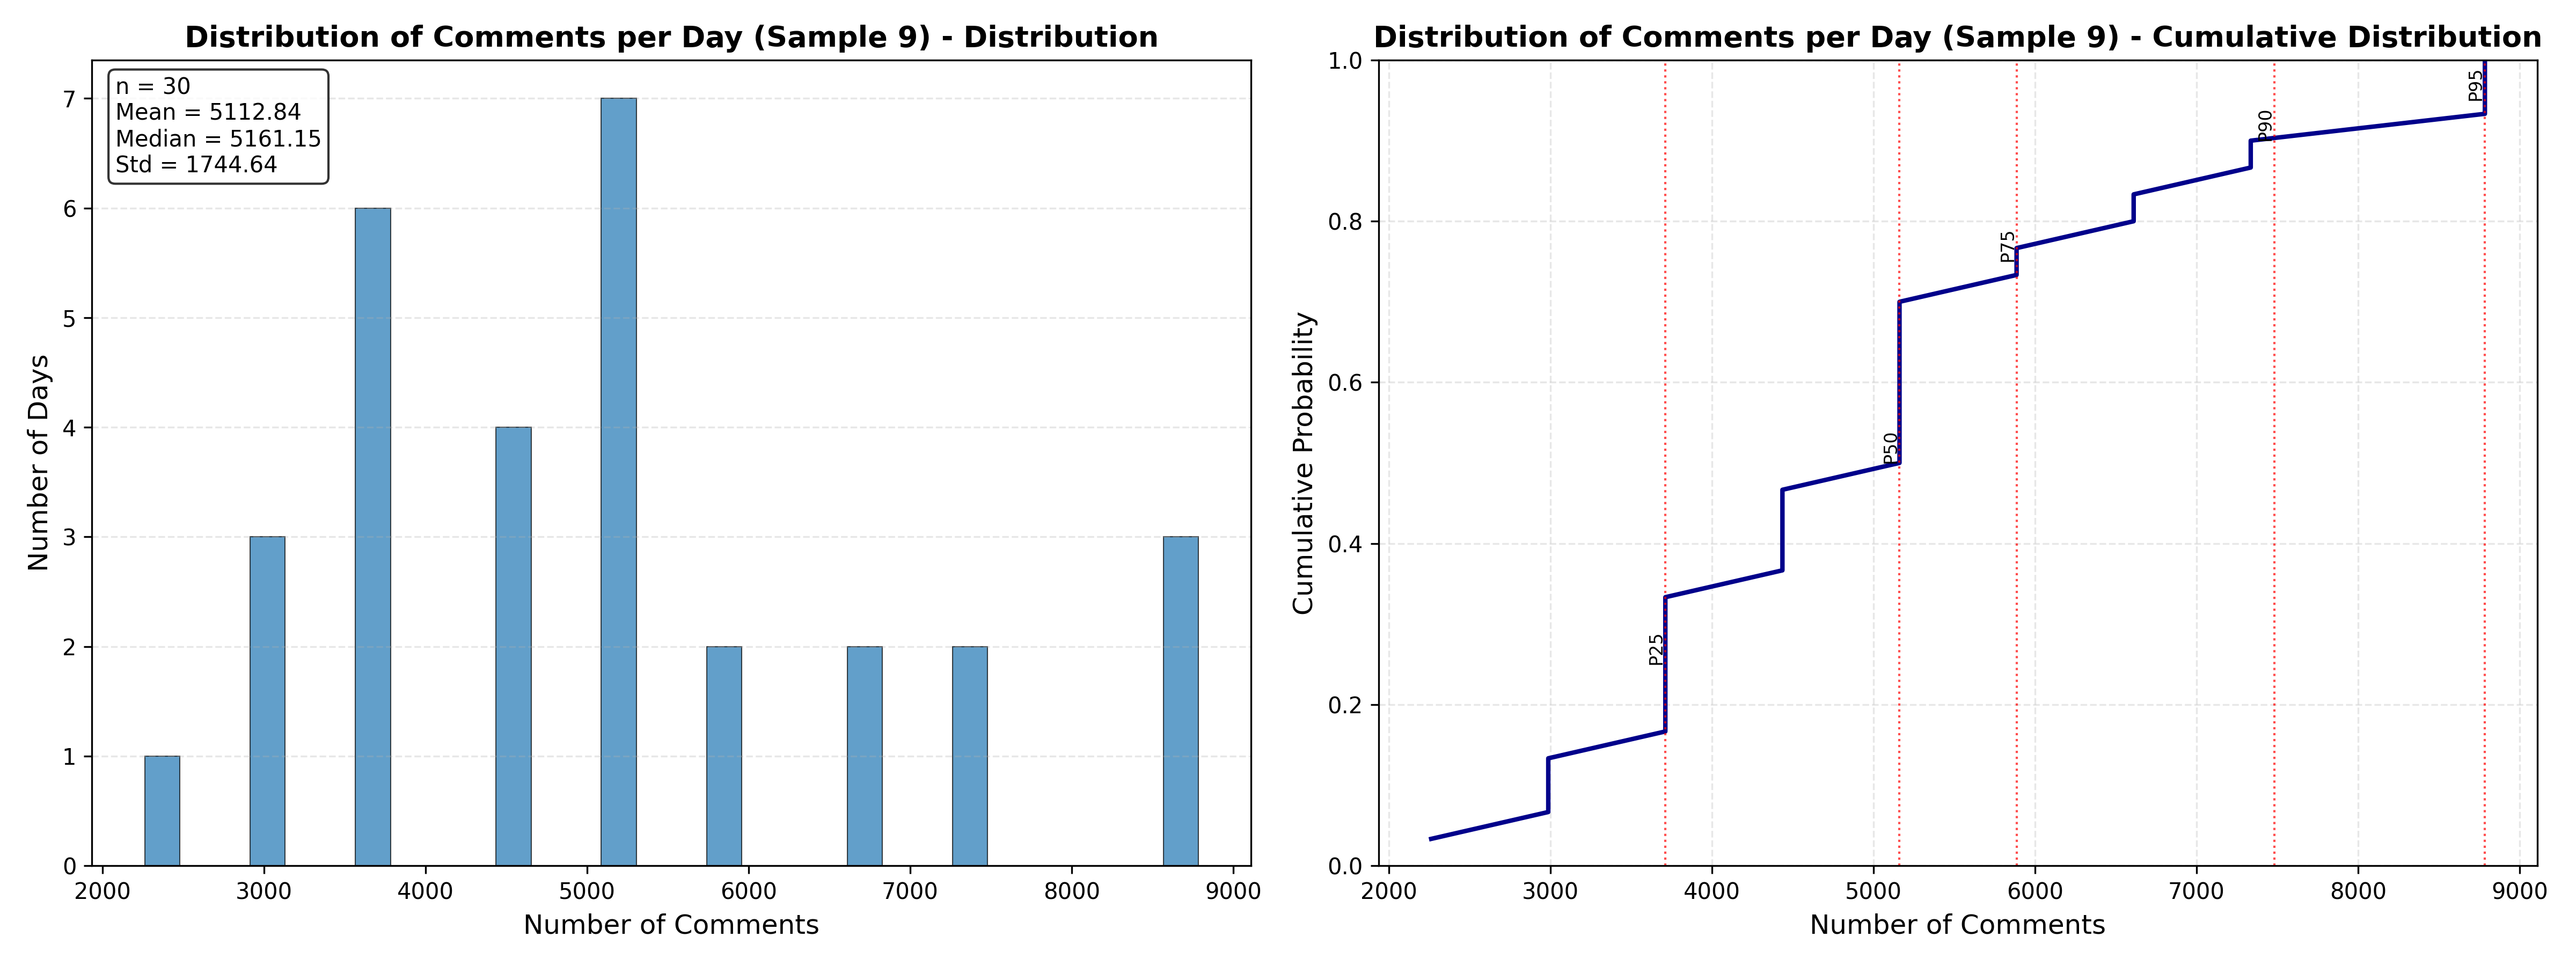 Distribution of Comments per Day (Sample 9) - Distribution
n = 30
Mean = 5112.84
Median = 5161.15
Std = 1744.64
Number of Days
7
6
5
4
3
2
1
0
2000 3000 4000 5000 6000 7000 8000 9000
Number of Comments
Distribution of Comments per Day (Sample 9) - Cumulative Distribution
Cumulative Probability
1.0
0.8
0.6
0.4
0.2
0.0
P25
P50
P75
P90
P95
2000 3000 4000 5000 6000 7000 8000 9000
Number of Comments